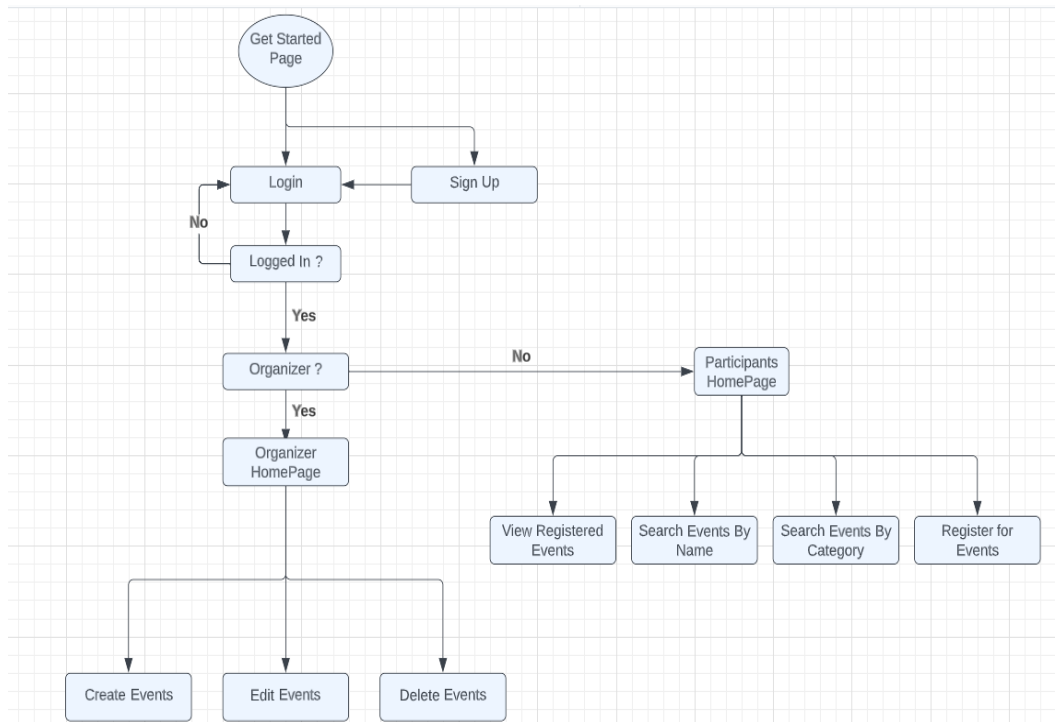 Get Started
Page
Login
Sign Up
No
Logged In ?
Yes
Organizer ?
No
Participants
HomePage
Yes
Organizer
HomePage
View Registered
Events
Search Events By
Name
Search Events By
Category
Register for
Events
Create Events
Edit Events
Delete Events